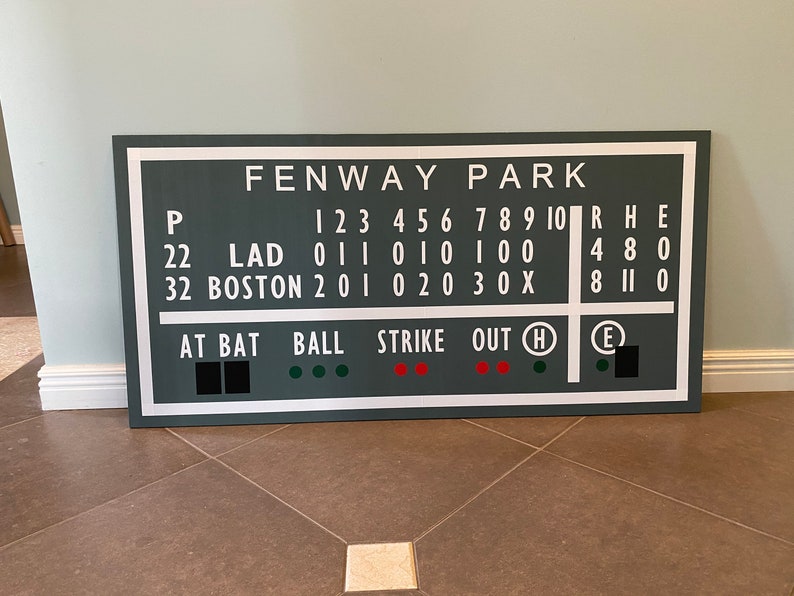 FENWAY PARK
P 1 2 3 4 5 6 7 8 9 10 R H E
22 LAD 0 1 1 0 1 0 1 0 0 4 8 0
32 BOSTON 2 0 1 0 2 0 3 0 X 8 11 0
AT BAT BALL STRIKE OUT H E